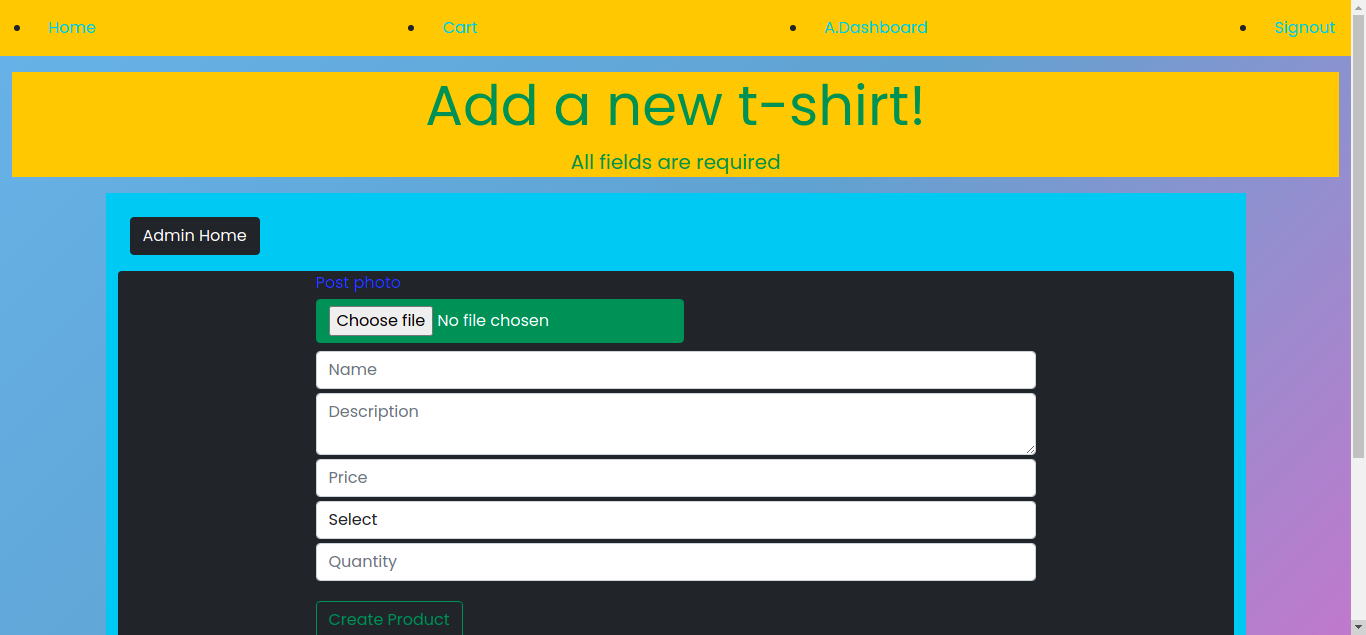 Home Cart A.Dashboard Signout
Add a new t-shirt!
All fields are required
Admin Home
Post photo
Choose file No file chosen
Name
Description
Price
Select
Quantity
Create Product